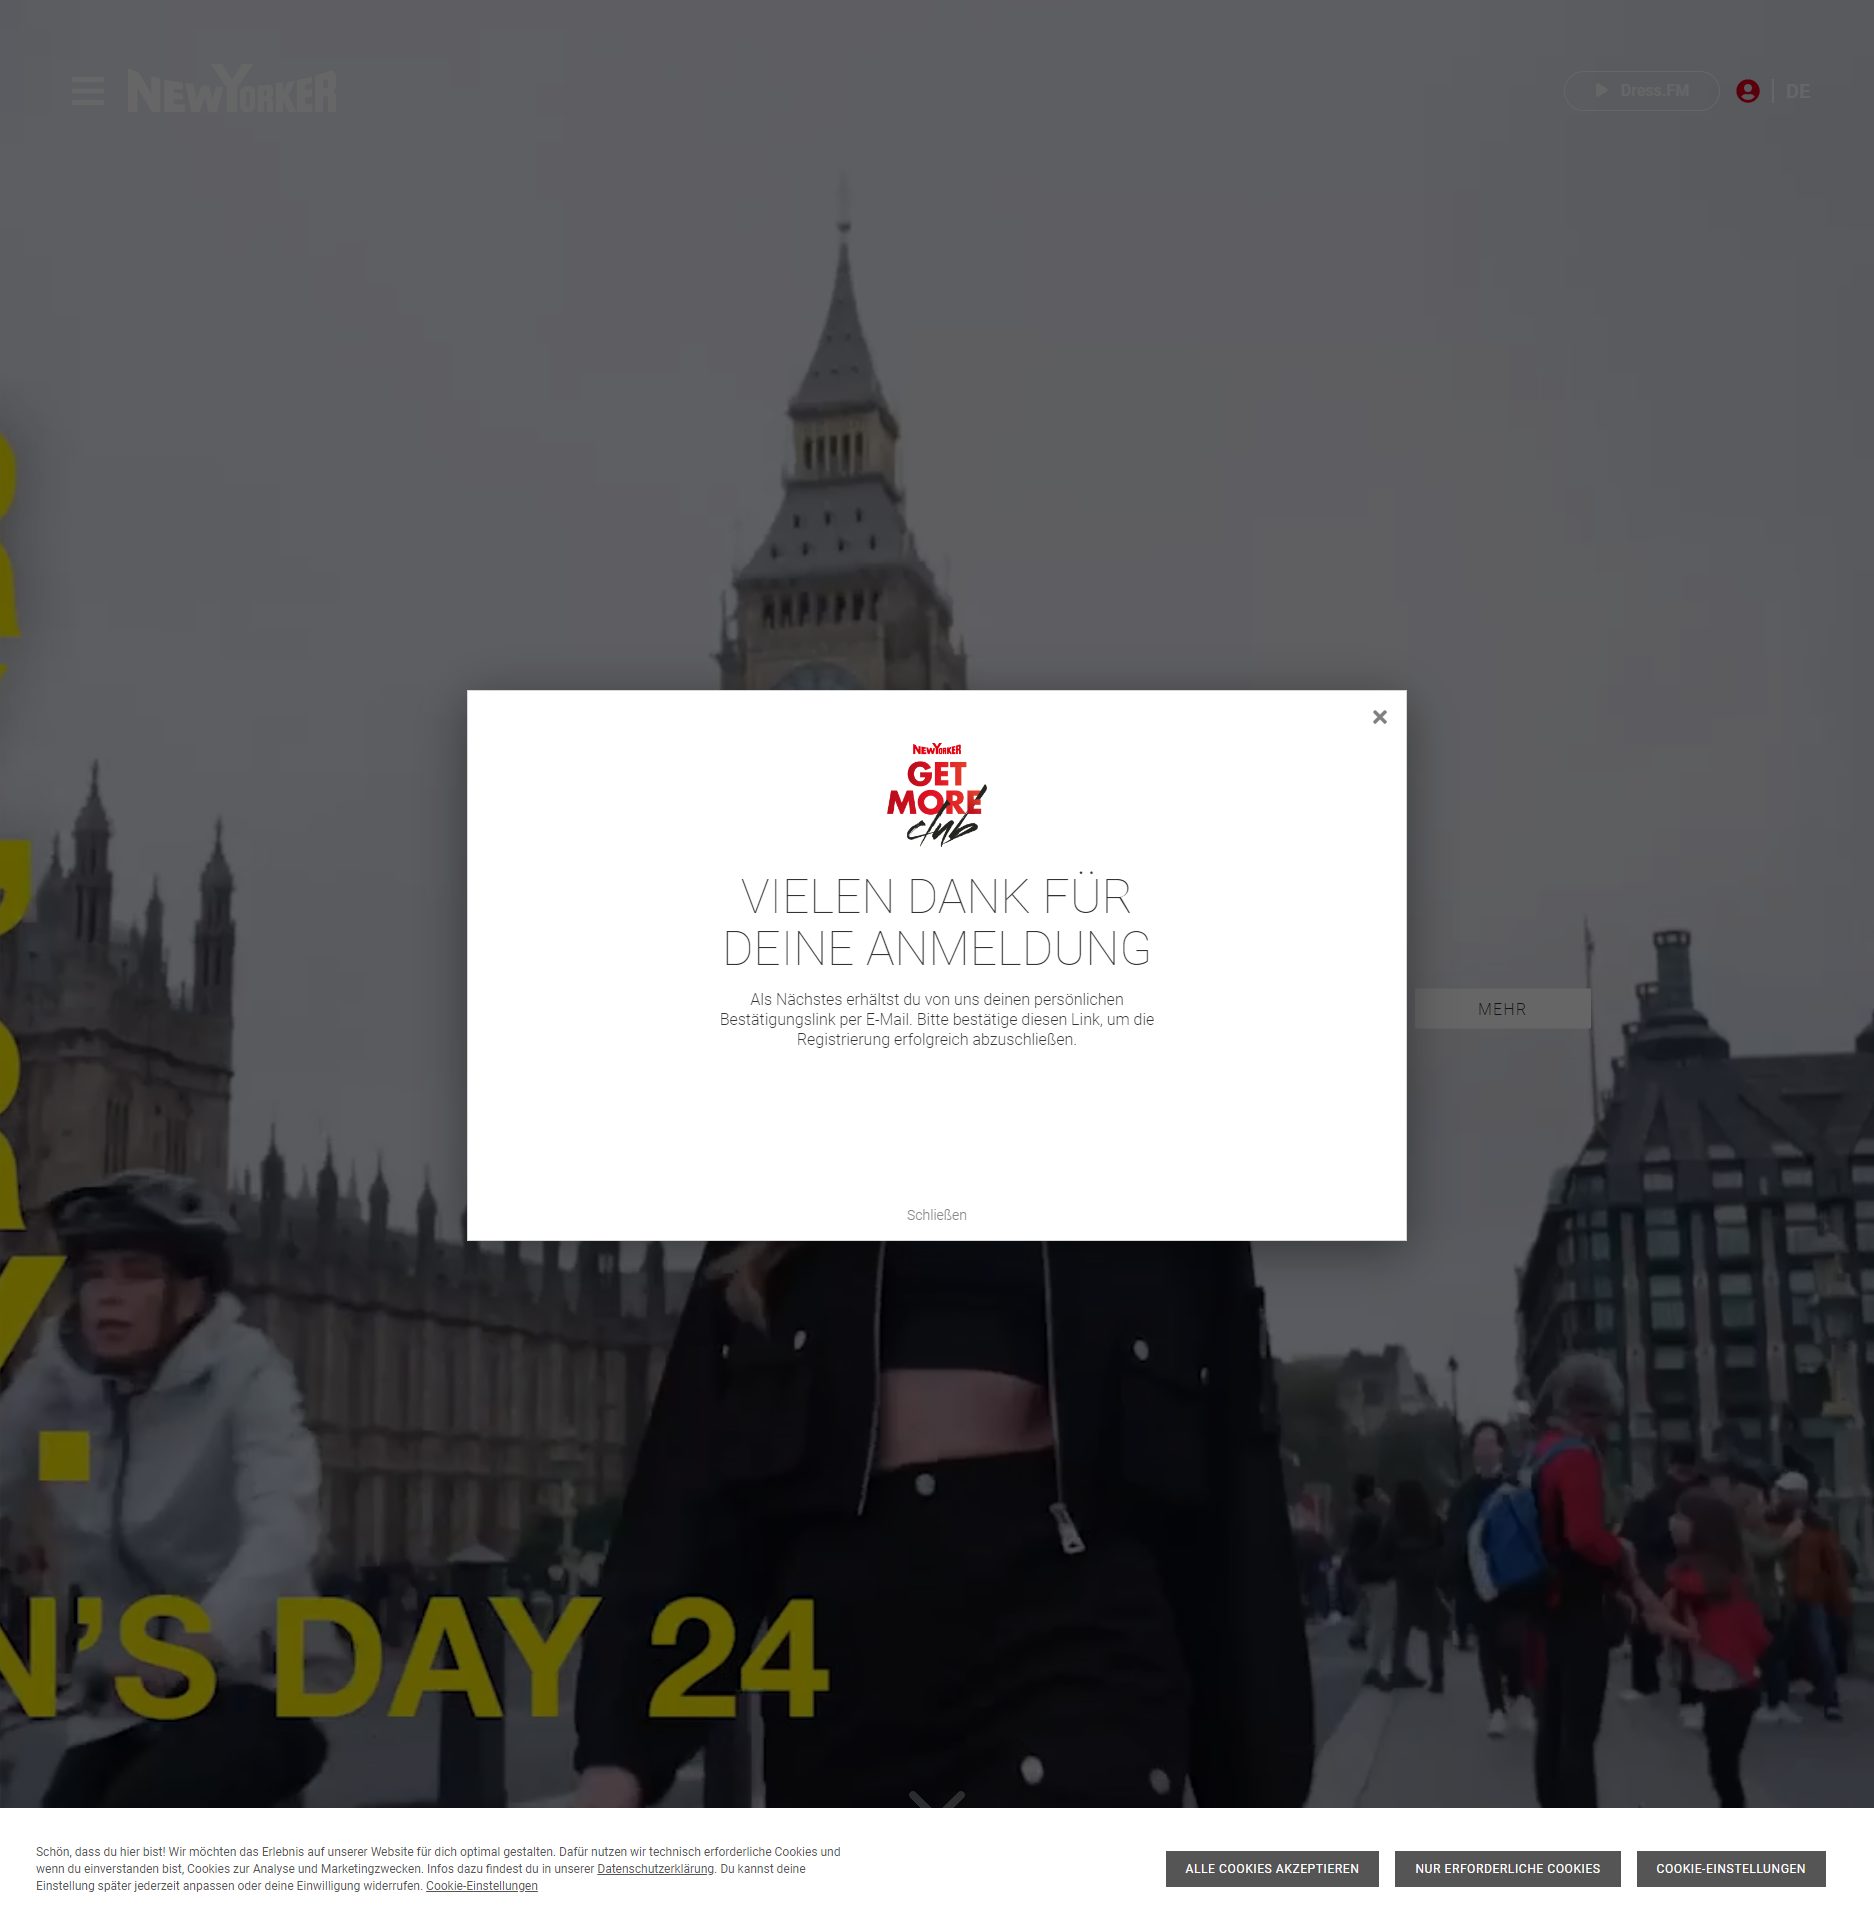 NEWYORKER
Dress.FM
DE
NEWYORKER
GET
MORE
club
VIELEN DANK FÜR
DEINE ANMELDUNG
Als Nächstes erhältst du von uns deinen persönlichen
Bestätigungslink per E-Mail. Bitte bestätige diesen Link, um die
Registrierung erfolgreich abzuschließen.
MEHR
Schließen
N'S DAY 24
Schön, dass du hier bist! Wir möchten das Erlebnis auf unserer Website für dich optimal gestalten. Dafür nutzen wir technisch erforderliche Cookies und
wenn du einverstanden bist, Cookies zur Analyse und Marketingzwecken. Infos dazu findest du in unserer Datenschutzerklärung. Du kannst deine
Einstellung später jederzeit anpassen oder deine Einwilligung widerrufen. Cookie-Einstellungen
ALLE COOKIES AKZEPTIEREN
NUR ERFORDERLICHE COOKIES
COOKIE-EINSTELLUNGEN